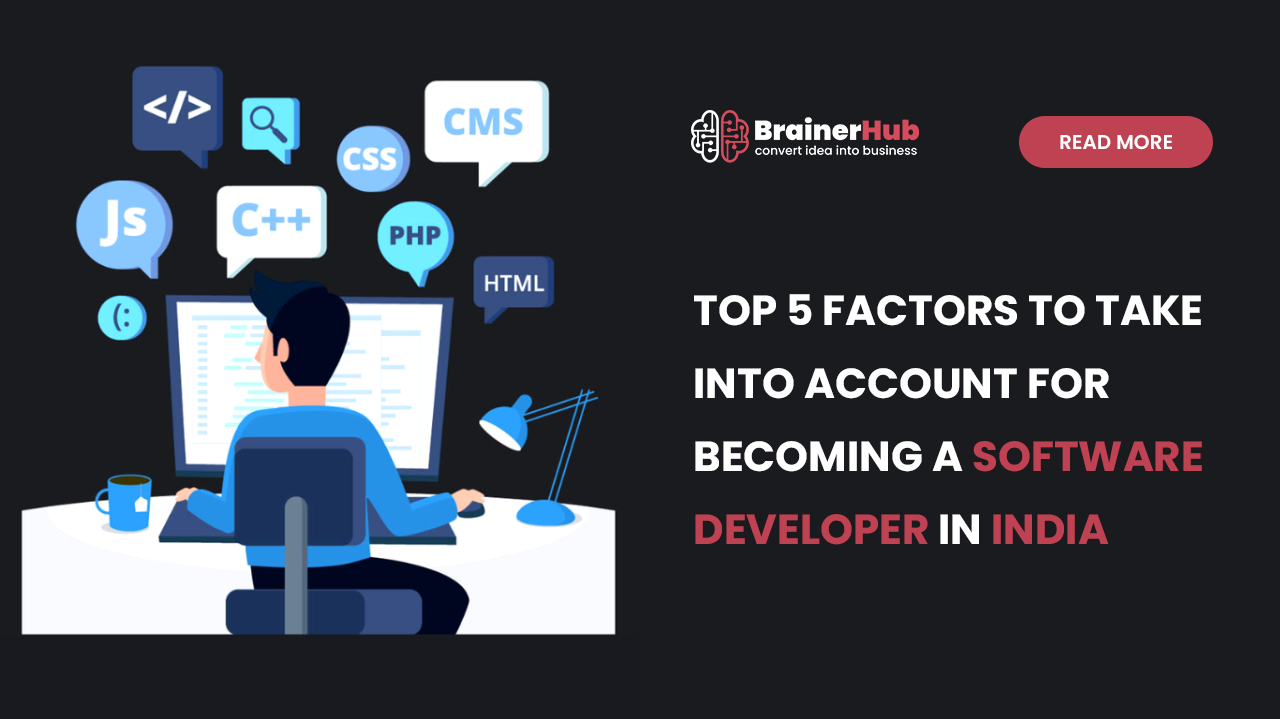 </>
CMS
CSS
Js
C++
PHP
HTML
(:
BrainerHub
convert idea into business
READ MORE
TOP 5 FACTORS TO TAKE
INTO ACCOUNT FOR
BECOMING A SOFTWARE
DEVELOPER IN INDIA